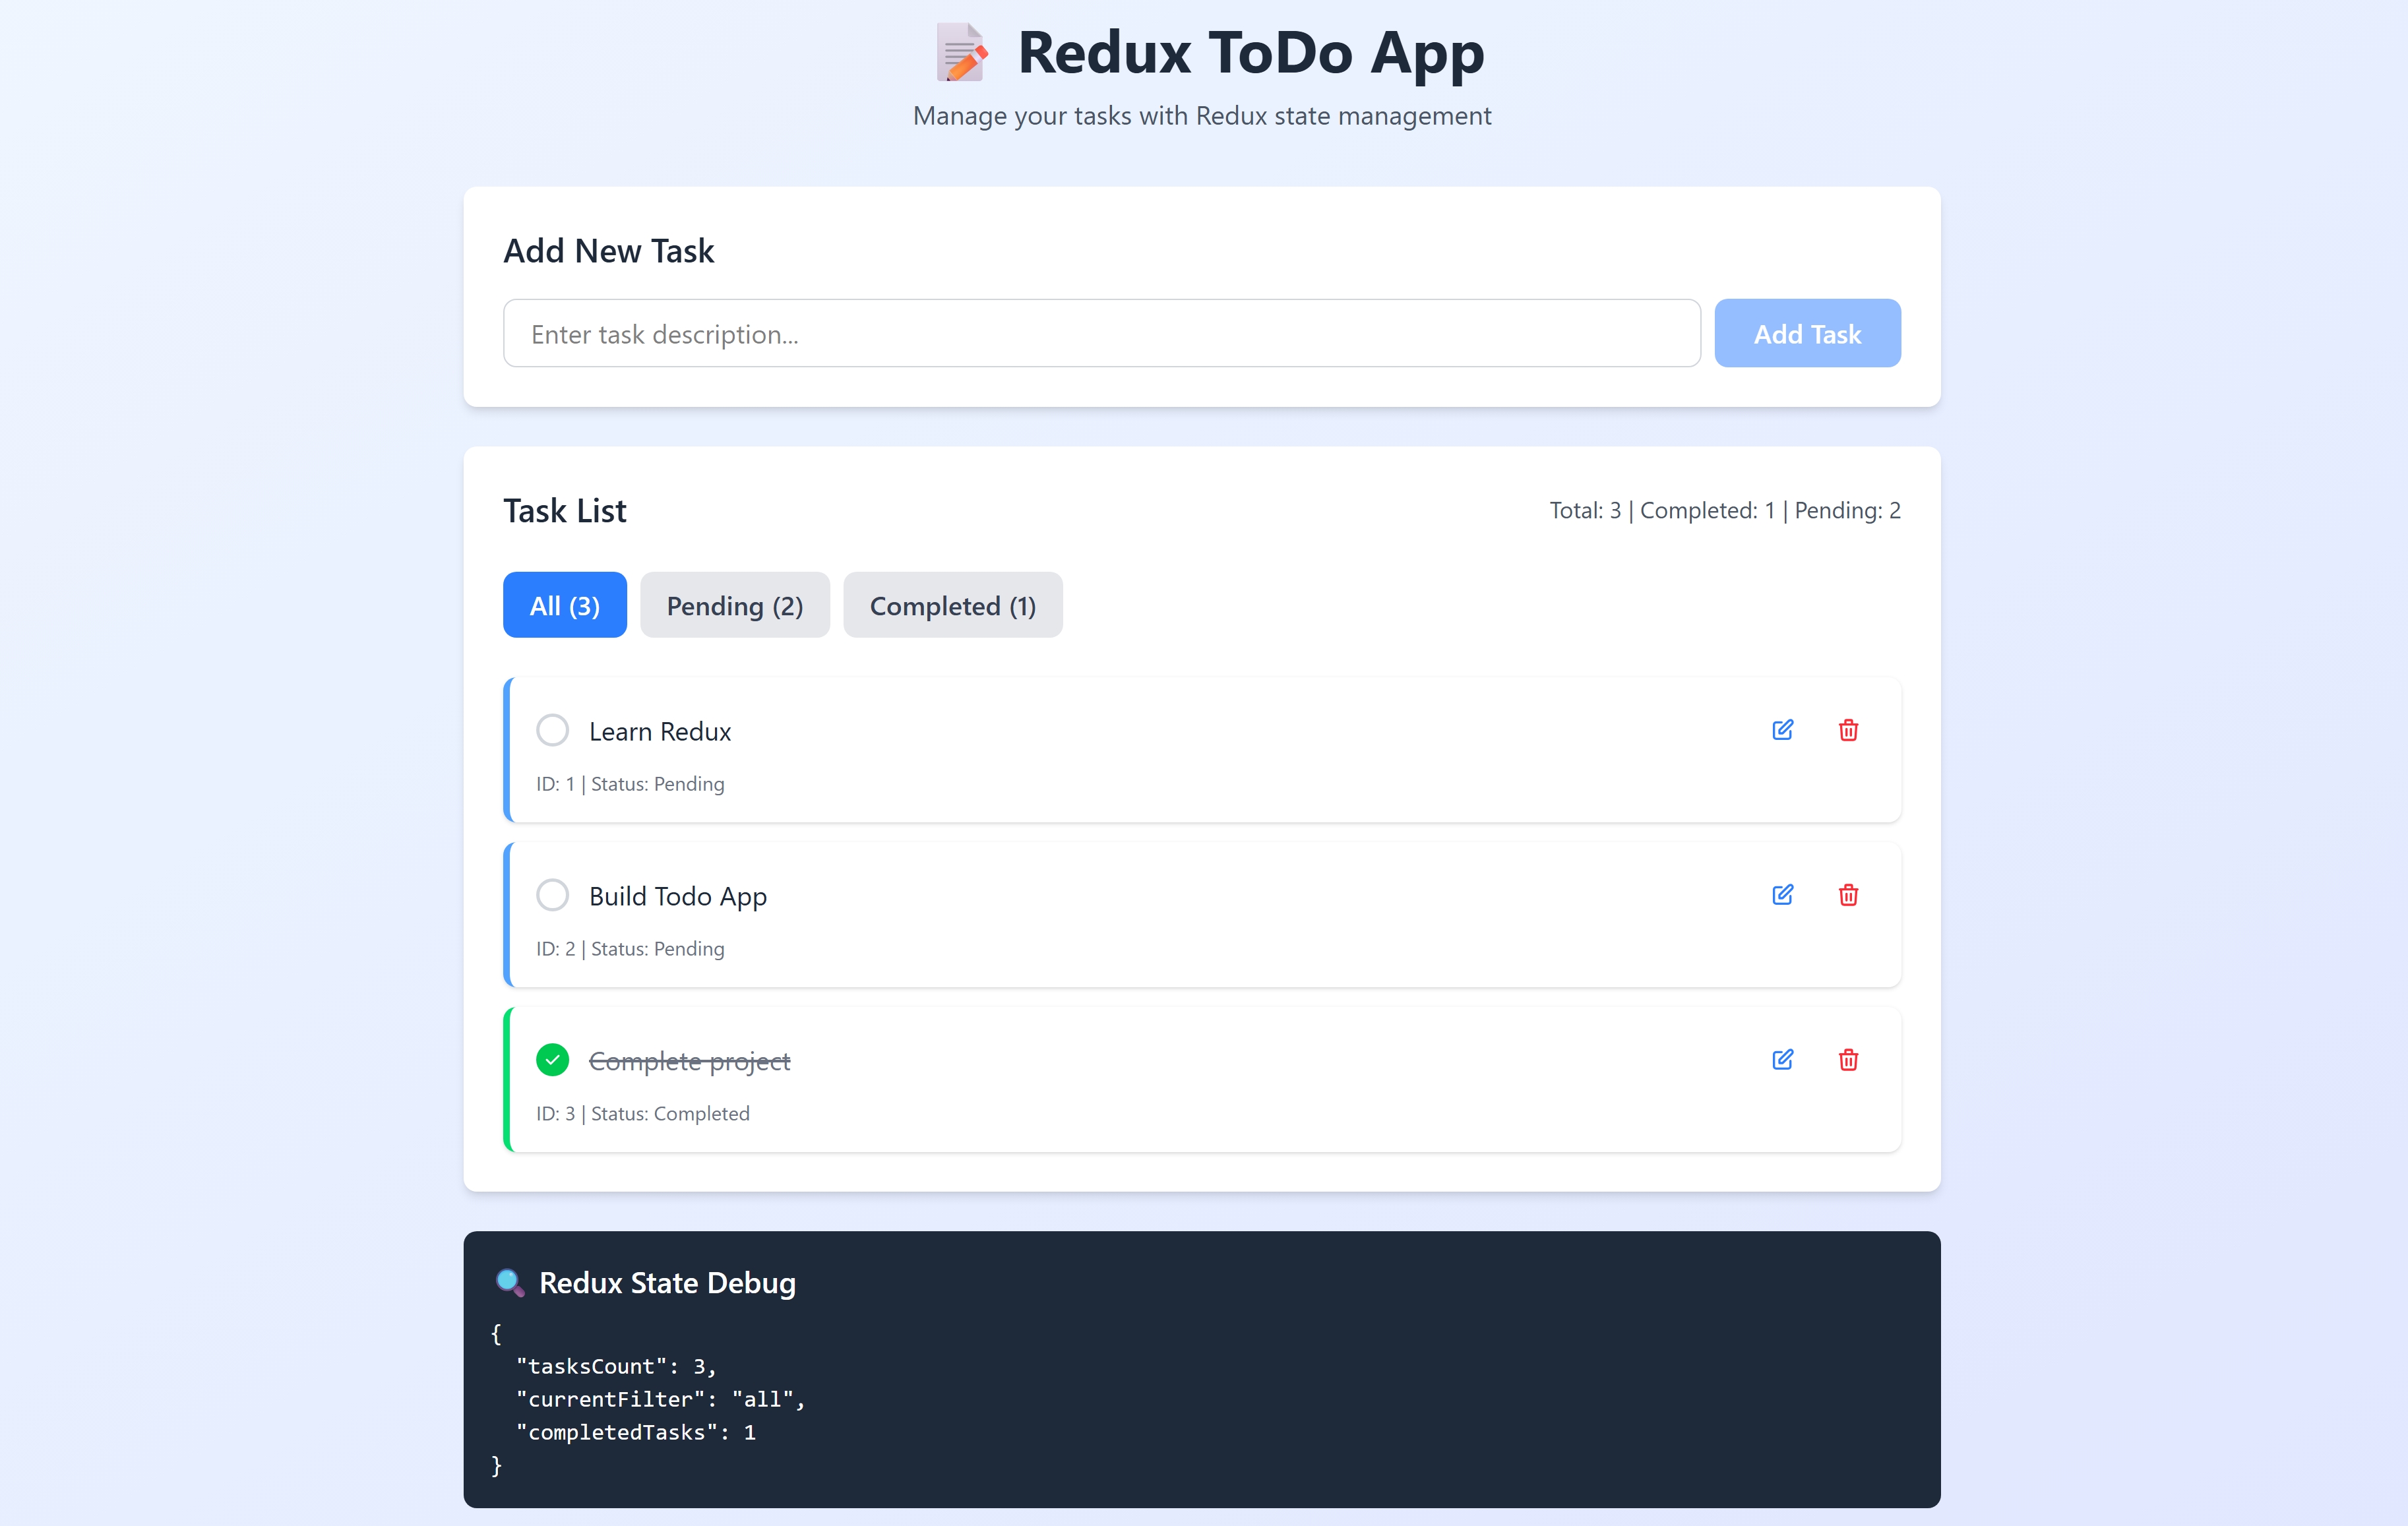 Redux ToDo App
Manage your tasks with Redux state management
Add New Task
Enter task description...
Add Task
Task List
Total: 3 | Completed: 1 | Pending: 2
All (3)
Pending (2)
Completed (1)
Learn Redux
ID: 1 | Status: Pending
Build Todo App
ID: 2 | Status: Pending
Complete project
ID: 3 | Status: Completed
Redux State Debug
{
  "tasksCount": 3,
  "currentFilter": "all",
  "completedTasks": 1
}